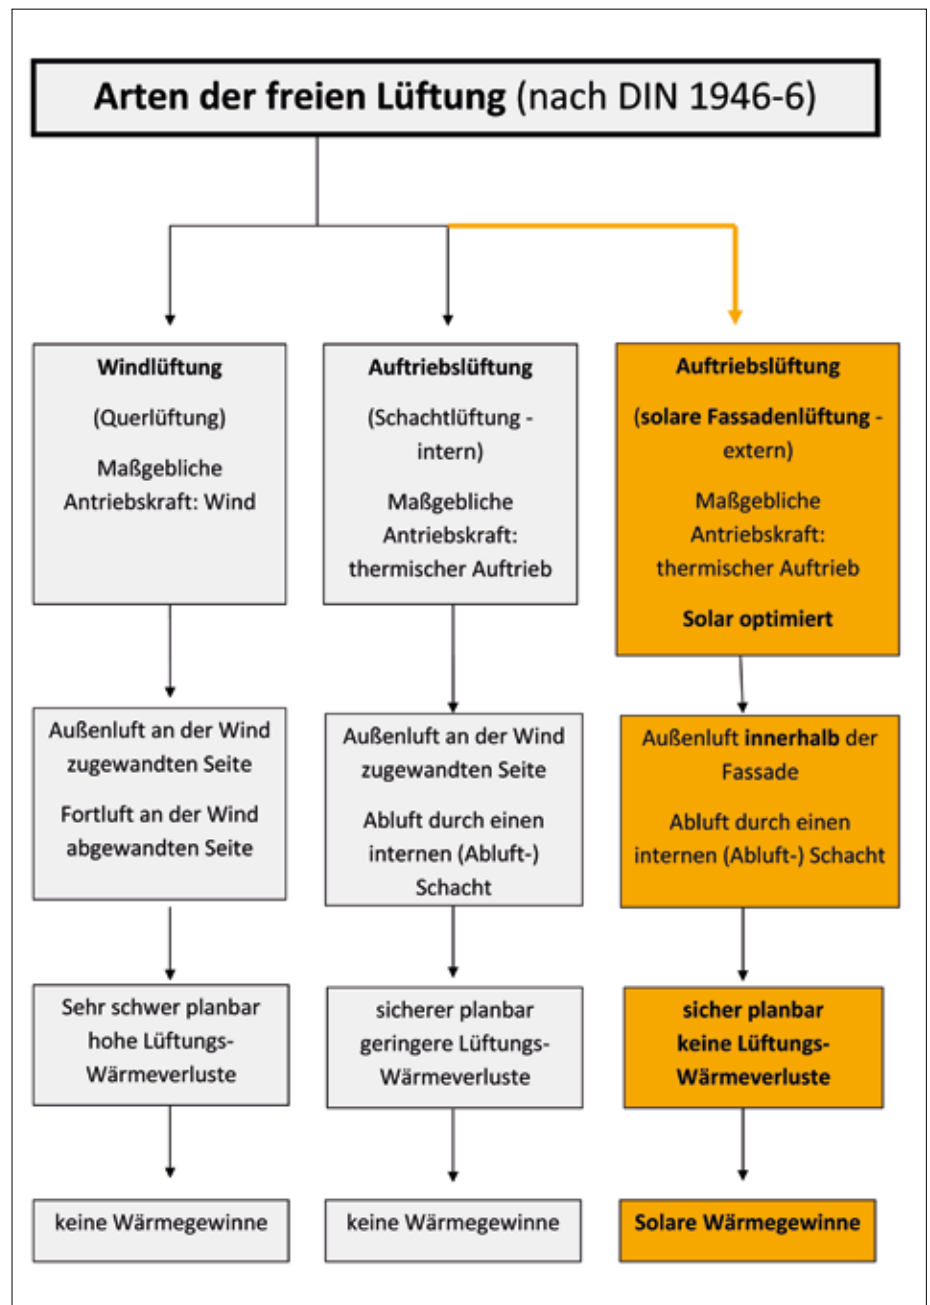 Arten der freien Lüftung (nach DIN 1946-6)
Windlüftung
(Querlüftung)
Maßgebliche
Antriebskraft: Wind
Auftriebslüftung
(Schachtlüftung -
intern)
Maßgebliche
Antriebskraft:
thermischer Auftrieb
Auftriebslüftung
(solare Fassadenlüftung -
extern)
Maßgebliche
Antriebskraft:
thermischer Auftrieb
Solar optimiert
Außenluft an der Wind
zugewandten Seite
Fortluft an der Wind
abgewandten Seite
Außenluft an der Wind
zugewandten Seite
Abluft durch einen
internen (Abluft-)
Schacht
Außenluft innerhalb der
Fassade
Abluft durch einen
internen (Abluft-) Schacht
Sehr schwer planbar
hohe Lüftungs-
Wärmeverluste
sicherer planbar
geringere Lüftungs-
Wärmeverluste
sicher planbar
keine Lüftungs-
Wärmeverluste
keine Wärmegewinne
keine Wärmegewinne
Solare Wärmegewinne